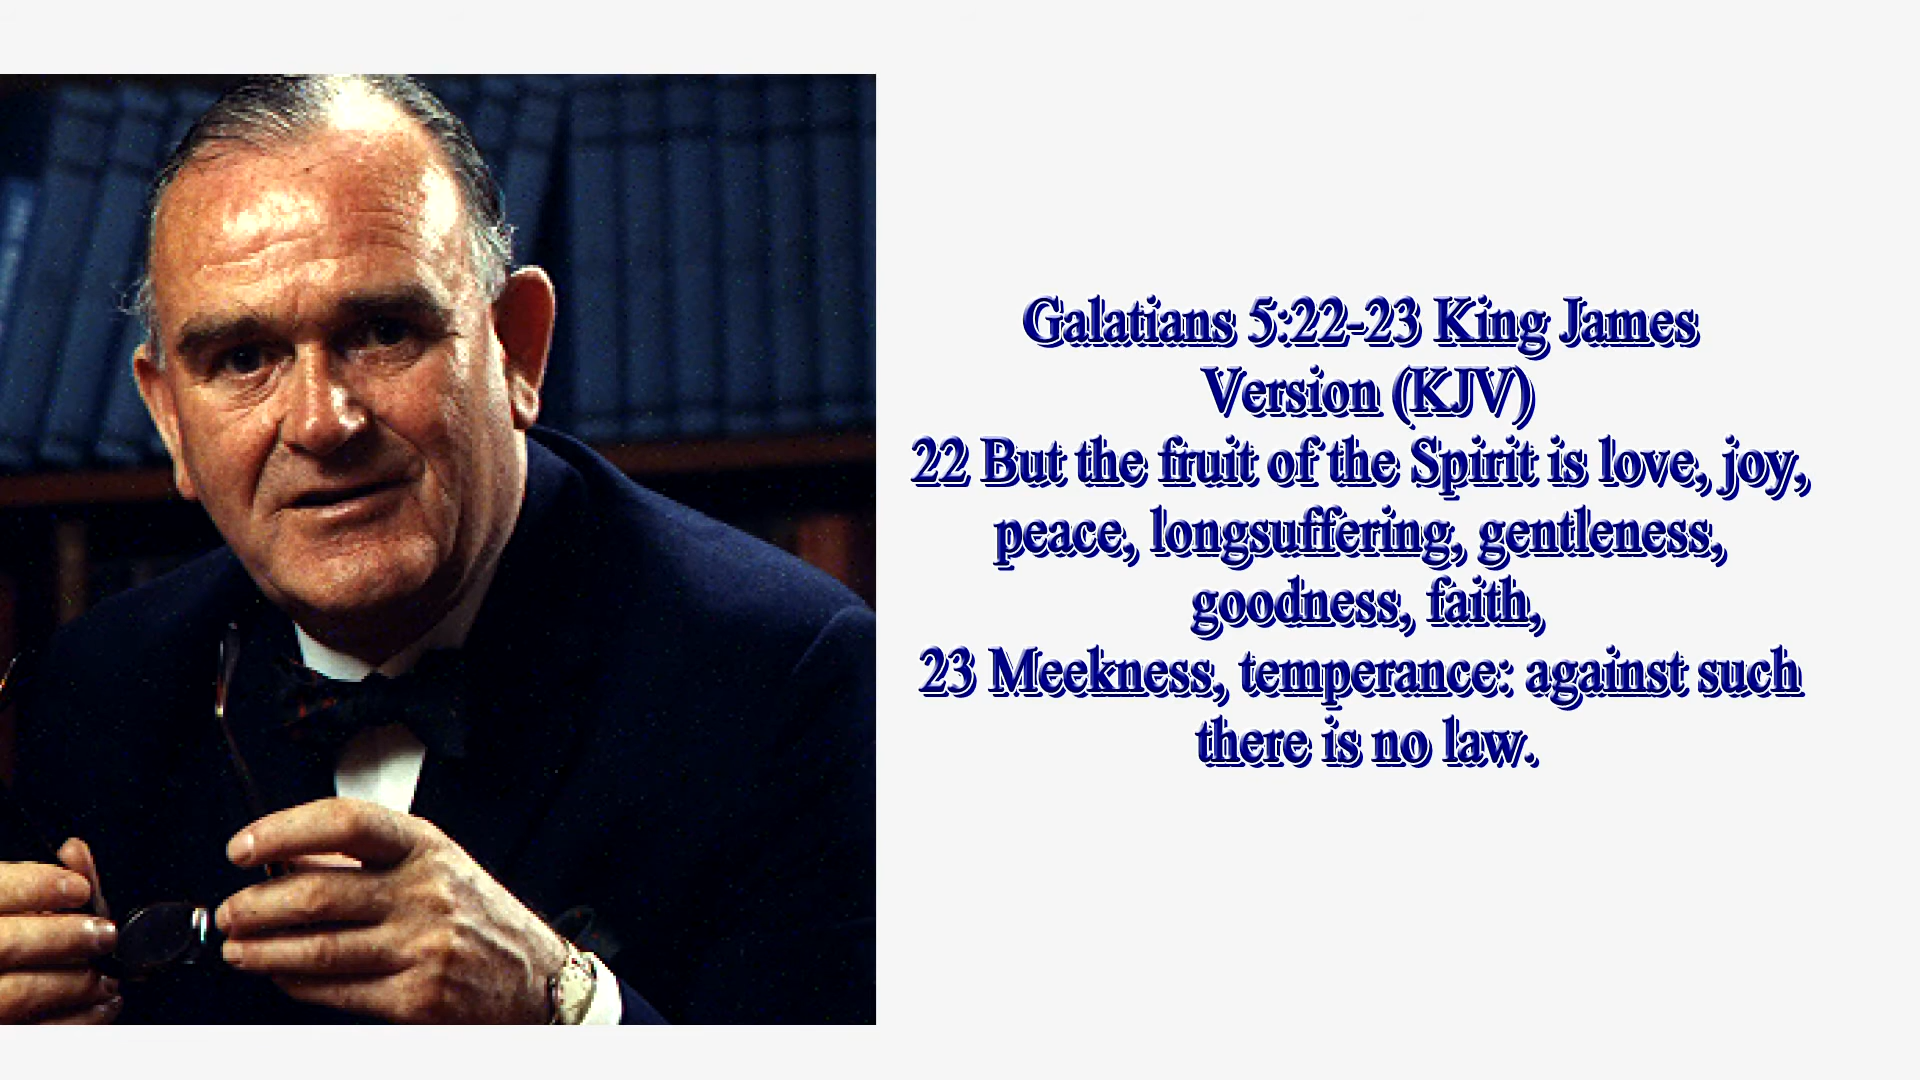 Galatians 5:22-23 King James
Version (KJV)
22 But the fruit of the Spirit is love, joy,
peace, longsuffering, gentleness,
goodness, faith,
23 Meekness, temperance: against such
there is no law.